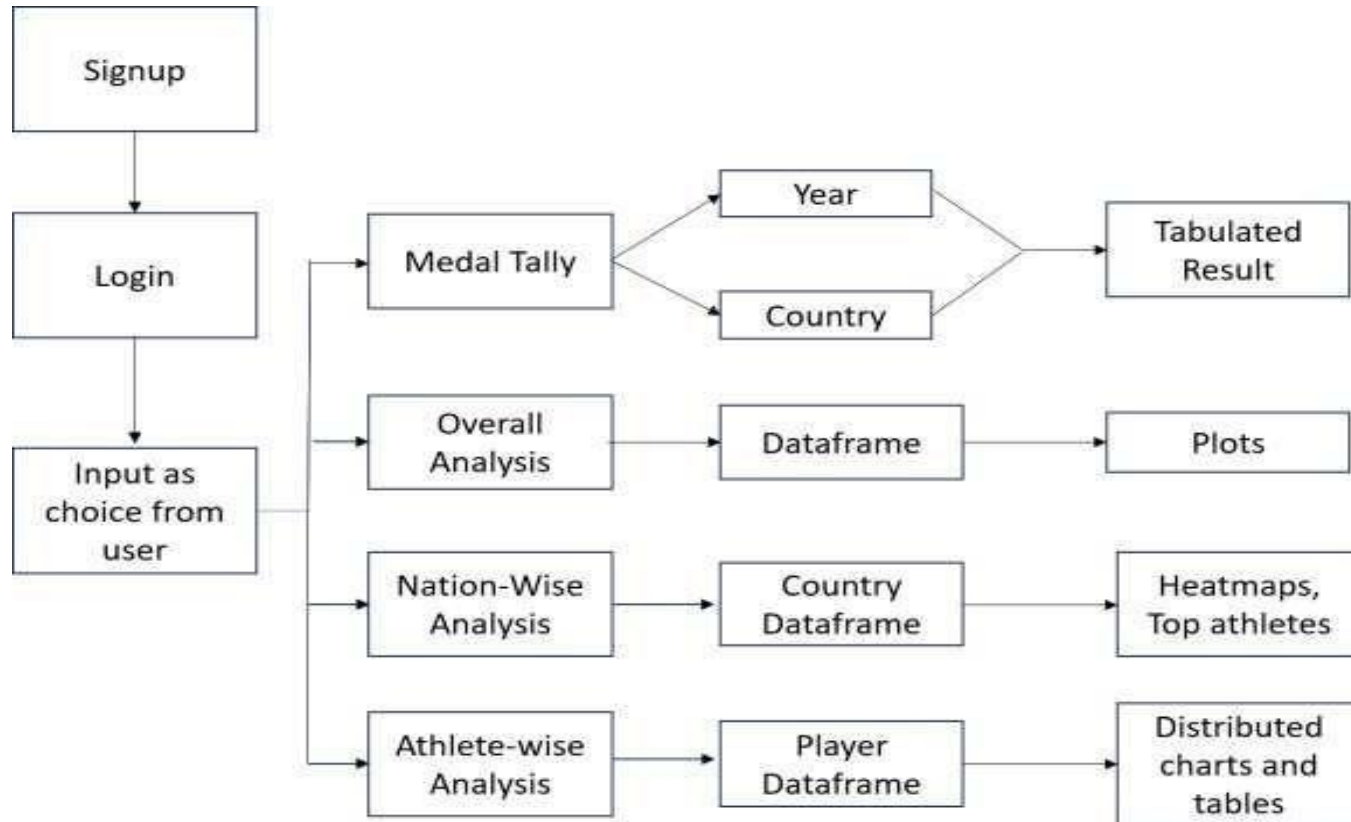 Signup
Login
Input as
choice from
user
Medal Tally
Year
Country
Tabulated
Result
Overall
Analysis
Dataframe
Plots
Nation-Wise
Analysis
Country
Dataframe
Heatmaps,
Top athletes
Athlete-wise
Analysis
Player
Dataframe
Distributed
charts and
tables